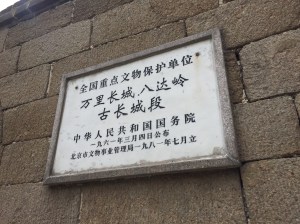 *全国重点文物保护单位*
万里长城,八达岭
古长城段
中华人民共和国国务院
一九六一年三月四日公布
北京市文物事业管理局一九八一年七月立